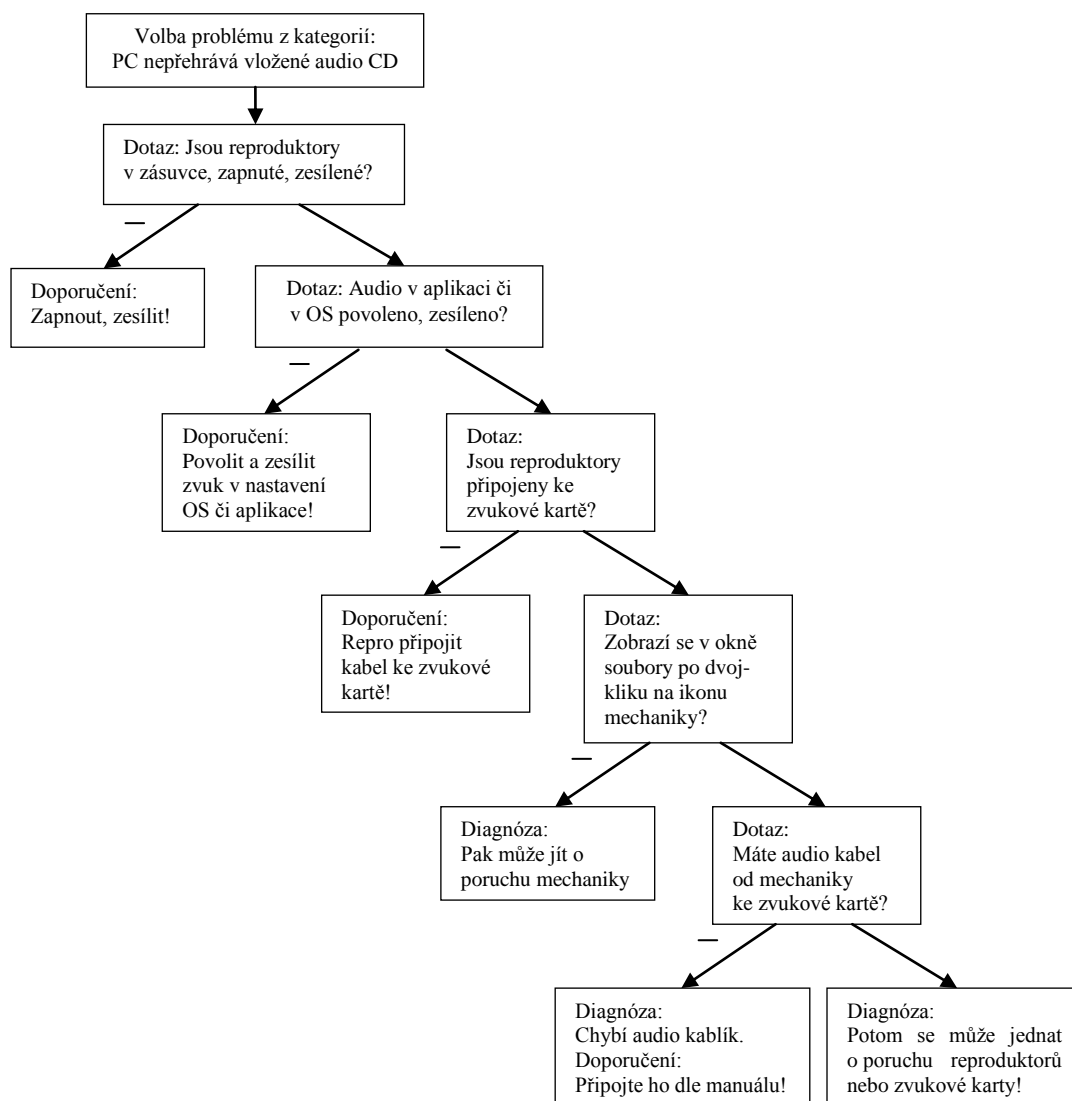 Volba problému z kategorií:
PC nepřehrává vložené audio CD
Dotaz: Jsou reproduktory
v zásuvce, zapnuté, zesílené?
—
Doporučení:
Zapnout, zesílit!
Dotaz: Audio v aplikaci či
v OS povoleno, zesíleno?
—
Doporučení:
Povolit a zesílit
zvuk v nastavení
OS či aplikace!
Dotaz:
Jsou reproduktory
připojeny ke
zvukové kartě?
—
Doporučení:
Repro připojit
kabel ke zvukové
kartě!
Dotaz:
Zobrazí se v okně
soubory po dvoj-
kliku na ikonu
mechaniky?
—
Diagnóza:
Pak může jít o
poruchu mechaniky
Dotaz:
Máte audio kabel
od mechaniky
ke zvukové kartě?
—
Diagnóza:
Chybí audio kablík.
Doporučení:
Připojte ho dle manuálu!
Diagnóza:
Potom se může jednat
o poruchu reproduktorů
nebo zvukové karty!